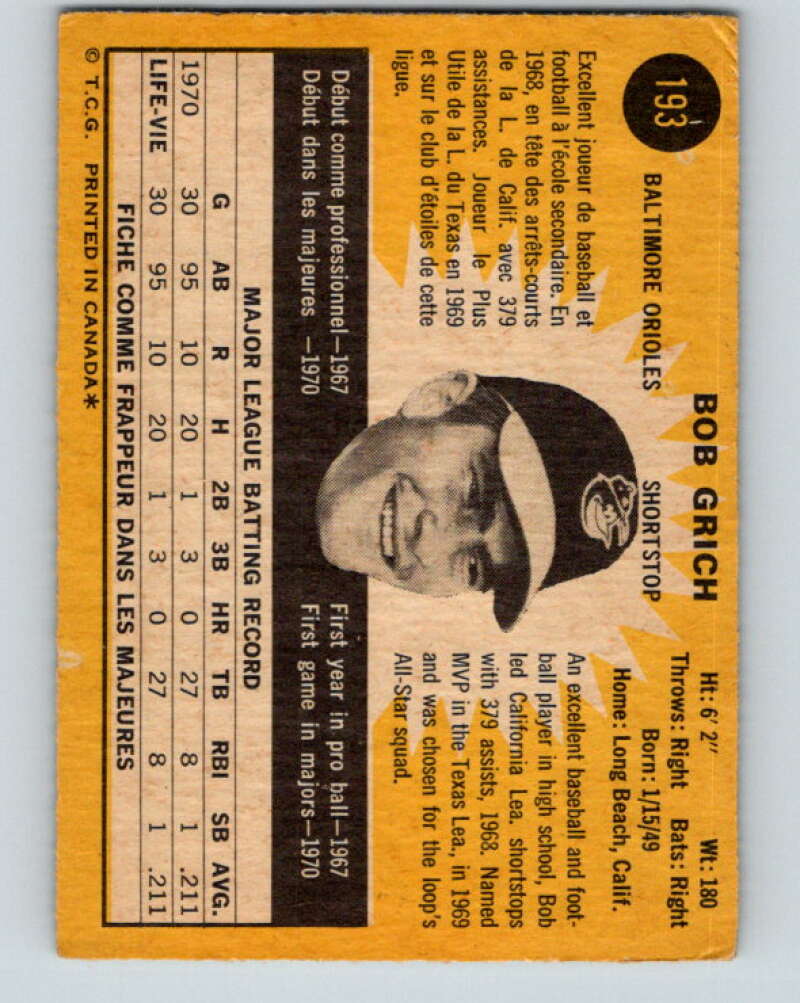 193
BOB GRICH
BALTIMORE ORIOLES SHORTSTOP
Ht: 6' 2" Wt: 180
Throws: Right Bats: Right
Born: 1/15/49
Home: Long Beach, Calif.
Excellent joueur de baseball et
football à l'école secondaire. En
1968, en tête des arrêts-courts
de la L. de Calif. avec 379
assistances. Joueur le Plus
Utile de la L. du Texas en 1969
et sur le club d'étoiles de cette
ligue.
An excellent baseball and foot-
ball player in high school, Bob
led California Lea. shortstops
with 379 assists, 1968. Named
MVP in the Texas Lea., in 1969
and was chosen for the loop's
All-Star squad.
Début comme professionnel—1967
Début dans les majeures —1970
First year in pro ball—1967
First game in majors—1970
MAJOR LEAGUE BATTING RECORD
G AB R H 2B 3B HR TB RBI SB AVG.
1970 30 95 10 20 1 3 0 27 8 1 .211
LIFE-VIE 30 95 10 20 1 3 0 27 8 1 .211
FICHE COMME FRAPPEUR DANS LES MAJEURES
© T.C.G. PRINTED IN CANADA*